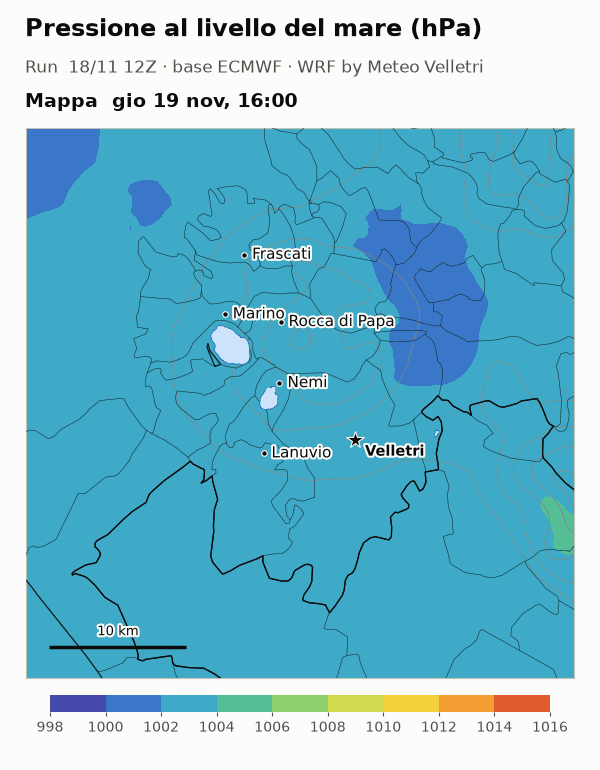 Pressione al livello del mare (hPa)
Run  18/11 12Z · base ECMWF · WRF by Meteo Velletri
Mappa  gio 19 nov, 16:00
Frascati
Marino
Rocca di Papa
Nemi
Velletri
Lanuvio
10 km
998 1000 1002 1004 1006 1008 1010 1012 1014 1016